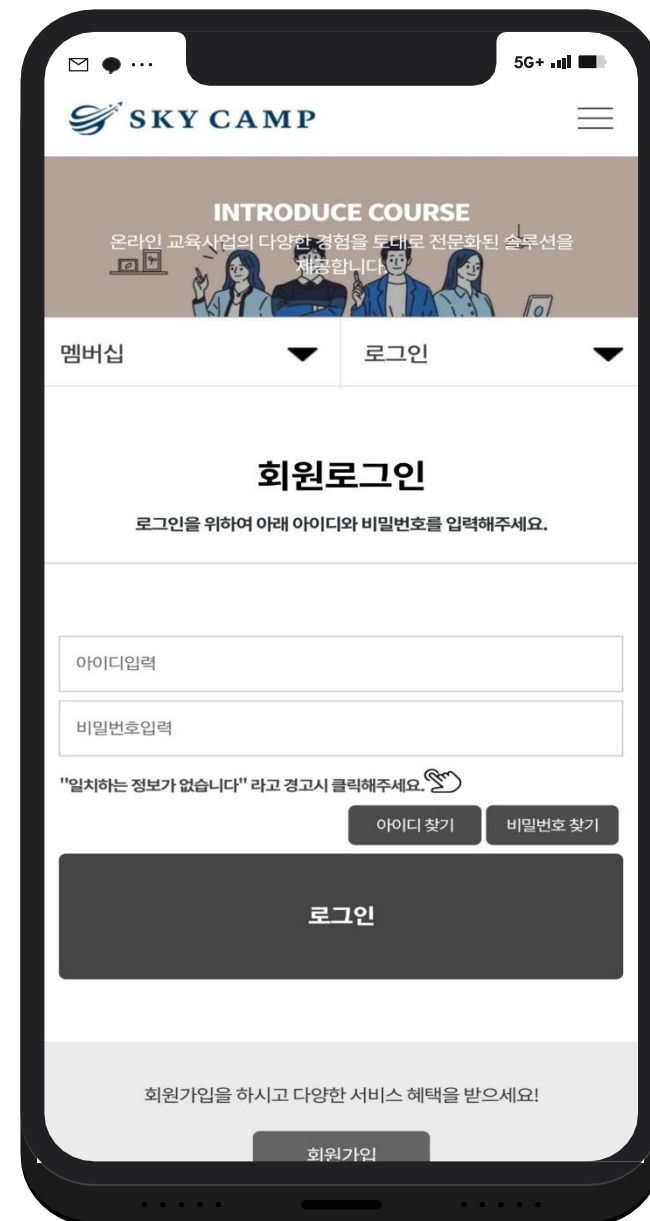 5G+
SKY CAMP
INTRODUCE COURSE
온라인 교육사업의 다양한 경험을 토대로 전문화된 솔루션을
제공합니다.
멤버십
로그인
회원로그인
로그인을 위하여 아래 아이디와 비밀번호를 입력해주세요.
아이디입력
비밀번호입력
"일치하는 정보가 없습니다" 라고 경고시 클릭해주세요.
아이디 찾기
비밀번호 찾기
로그인
회원가입을 하시고 다양한 서비스 혜택을 받으세요!
회원가입